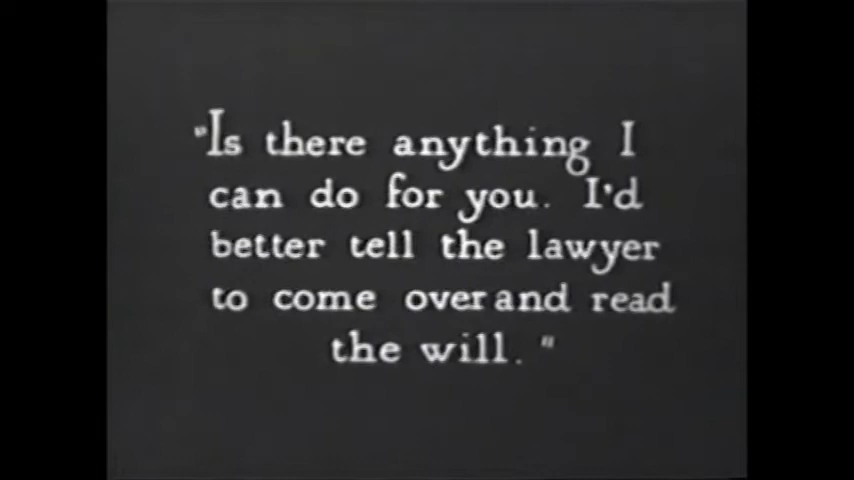 "Is there anything I
can do for you. I'd
better tell the lawyer
to come over and read
the will."